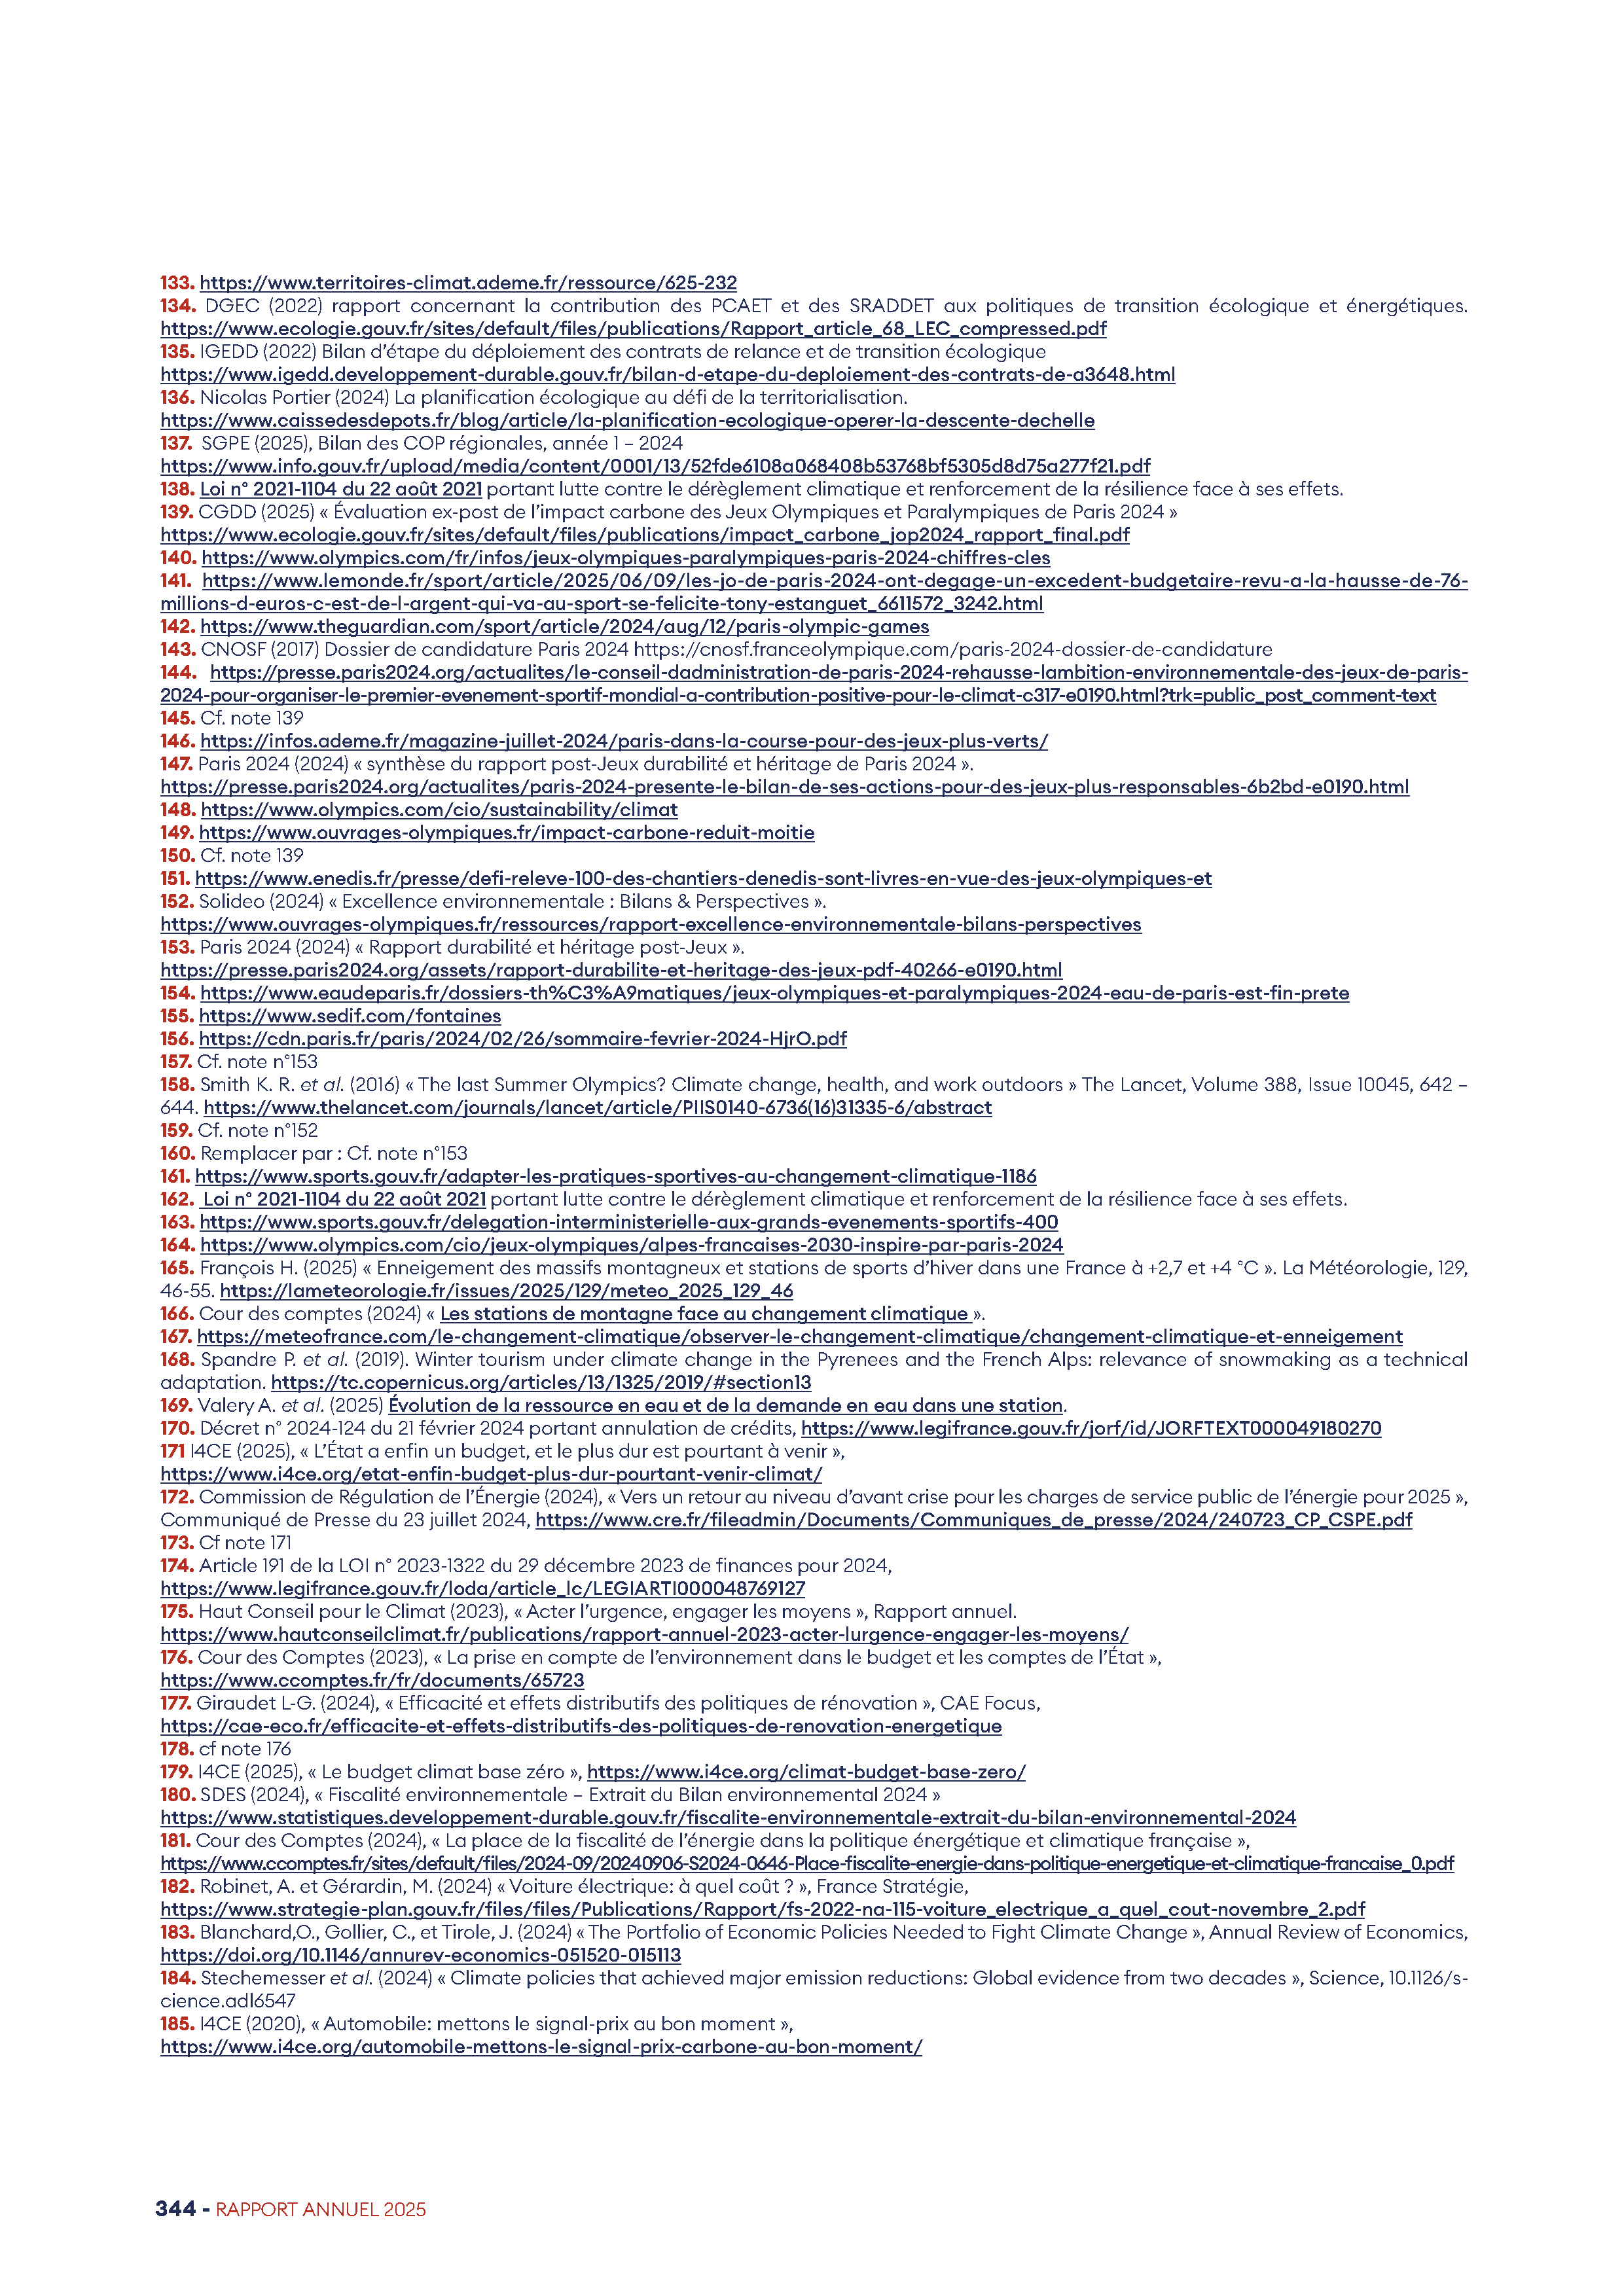 133. https://www.territoires-climat.ademe.fr/ressource/625-232
134. DGEC (2022) rapport concernant la contribution des PCAET et des SRADDET aux politiques de transition écologique et énergétiques.
https://www.ecologie.gouv.fr/sites/default/files/publications/Rapport_article_68_LEC_compressed.pdf
135. IGEDD (2022) Bilan d’étape du déploiement des contrats de relance et de transition écologique
https://www.igedd.developpement-durable.gouv.fr/bilan-d-etape-du-deploiement-des-contrats-de-a3648.html
136. Nicolas Portier (2024) La planification écologique au défi de la territorialisation.
https://www.caissedesdepots.fr/blog/article/la-planification-ecologique-operer-la-descente-dechelle
137. SGPE (2025), Bilan des COP régionales, année 1 – 2024
https://www.info.gouv.fr/upload/media/content/0001/13/52fde6108a068408b53768bf5305d8d75a277f21.pdf
138. Loi n° 2021-1104 du 22 août 2021 portant lutte contre le dérèglement climatique et renforcement de la résilience face à ses effets.
139. CGDD (2025) « Évaluation ex-post de l’impact carbone des Jeux Olympiques et Paralympiques de Paris 2024 »
https://www.ecologie.gouv.fr/sites/default/files/publications/impact_carbone_jop2024_rapport_final.pdf
140. https://www.olympics.com/fr/infos/jeux-olympiques-paralympiques-paris-2024-chiffres-cles
141. https://www.lemonde.fr/sport/article/2025/06/09/les-jo-de-paris-2024-ont-degage-un-excedent-budgetaire-revu-a-la-hausse-de-76-
millions-d-euros-c-est-de-l-argent-qui-va-au-sport-se-felicite-tony-estanguet_6611572_3242.html
142. https://www.theguardian.com/sport/article/2024/aug/12/paris-olympic-games
143. CNOSF (2017) Dossier de candidature Paris 2024 https://cnosf.franceolympique.com/paris-2024-dossier-de-candidature
144. https://presse.paris2024.org/actualites/le-conseil-dadministration-de-paris-2024-rehausse-lambition-environnementale-des-jeux-de-paris-
2024-pour-organiser-le-premier-evenement-sportif-mondial-a-contribution-positive-pour-le-climat-c317-e0190.html?trk=public_post_comment-text
145. Cf. note 139
146. https://infos.ademe.fr/magazine-juillet-2024/paris-dans-la-course-pour-des-jeux-plus-verts/
147. Paris 2024 (2024) « synthèse du rapport post-Jeux durabilité et héritage de Paris 2024 ».
https://presse.paris2024.org/actualites/paris-2024-presente-le-bilan-de-ses-actions-pour-des-jeux-plus-responsables-6b2bd-e0190.html
148. https://www.olympics.com/cio/sustainability/climat
149. https://www.ouvrages-olympiques.fr/impact-carbone-reduit-moitie
150. Cf. note 139
151. https://www.enedis.fr/presse/defi-releve-100-des-chantiers-denedis-sont-livres-en-vue-des-jeux-olympiques-et
152. Solideo (2024) « Excellence environnementale : Bilans & Perspectives ».
https://www.ouvrages-olympiques.fr/ressources/rapport-excellence-environnementale-bilans-perspectives
153. Paris 2024 (2024) « Rapport durabilité et héritage post-Jeux ».
https://presse.paris2024.org/assets/rapport-durabilite-et-heritage-des-jeux-pdf-40266-e0190.html
154. https://www.eaudeparis.fr/dossiers-th%C3%A9matiques/jeux-olympiques-et-paralympiques-2024-eau-de-paris-est-fin-prete
155. https://www.sedif.com/fontaines
156. https://cdn.paris.fr/paris/2024/02/26/sommaire-fevrier-2024-HjrO.pdf
157. Cf. note n°153
158. Smith K. R. et al. (2016) « The last Summer Olympics? Climate change, health, and work outdoors » The Lancet, Volume 388, Issue 10045, 642 –
644. https://www.thelancet.com/journals/lancet/article/PIIS0140-6736(16)31335-6/abstract
159. Cf. note n°152
160. Remplacer par : Cf. note n°153
161. https://www.sports.gouv.fr/adapter-les-pratiques-sportives-au-changement-climatique-1186
162. Loi n° 2021-1104 du 22 août 2021 portant lutte contre le dérèglement climatique et renforcement de la résilience face à ses effets.
163. https://www.sports.gouv.fr/delegation-interministerielle-aux-grands-evenements-sportifs-400
164. https://www.olympics.com/cio/jeux-olympiques/alpes-francaises-2030-inspire-par-paris-2024
165. François H. (2025) « Enneigement des massifs montagneux et stations de sports d’hiver dans une France à +2,7 et +4 °C ». La Météorologie, 129,
46-55. https://lameteorologie.fr/issues/2025/129/meteo_2025_129_46
166. Cour des comptes (2024) « Les stations de montagne face au changement climatique ».
167. https://meteofrance.com/le-changement-climatique/observer-le-changement-climatique/changement-climatique-et-enneigement
168. Spandre P. et al. (2019). Winter tourism under climate change in the Pyrenees and the French Alps: relevance of snowmaking as a technical
adaptation. https://tc.copernicus.org/articles/13/1325/2019/#section13
169. Valery A. et al. (2025) Évolution de la ressource en eau et de la demande en eau dans une station.
170. Décret n° 2024-124 du 21 février 2024 portant annulation de crédits, https://www.legifrance.gouv.fr/jorf/id/JORFTEXT000049180270
171 I4CE (2025), « L’État a enfin un budget, et le plus dur est pourtant à venir »,
https://www.i4ce.org/etat-enfin-budget-plus-dur-pourtant-venir-climat/
172. Commission de Régulation de l’Énergie (2024), « Vers un retour au niveau d’avant crise pour les charges de service public de l’énergie pour 2025 »,
Communiqué de Presse du 23 juillet 2024, https://www.cre.fr/fileadmin/Documents/Communiques_de_presse/2024/240723_CP_CSPE.pdf
173. Cf note 171
174. Article 191 de la LOI n° 2023-1322 du 29 décembre 2023 de finances pour 2024,
https://www.legifrance.gouv.fr/loda/article_lc/LEGIARTI000048769127
175. Haut Conseil pour le Climat (2023), « Acter l’urgence, engager les moyens », Rapport annuel.
https://www.hautconseilclimat.fr/publications/rapport-annuel-2023-acter-lurgence-engager-les-moyens/
176. Cour des Comptes (2023), « La prise en compte de l’environnement dans le budget et les comptes de l’État »,
https://www.ccomptes.fr/fr/documents/65723
177. Giraudet L-G. (2024), « Efficacité et effets distributifs des politiques de rénovation », CAE Focus,
https://cae-eco.fr/efficacite-et-effets-distributifs-des-politiques-de-renovation-energetique
178. cf note 176
179. I4CE (2025), « Le budget climat base zéro », https://www.i4ce.org/climat-budget-base-zero/
180. SDES (2024), « Fiscalité environnementale – Extrait du Bilan environnemental 2024 »
https://www.statistiques.developpement-durable.gouv.fr/fiscalite-environnementale-extrait-du-bilan-environnemental-2024
181. Cour des Comptes (2024), « La place de la fiscalité de l’énergie dans la politique énergétique et climatique française »,
https://www.ccomptes.fr/sites/default/files/2024-09/20240906-S2024-0646-Place-fiscalite-energie-dans-politique-energetique-et-climatique-francaise_0.pdf
182. Robinet, A. et Gérardin, M. (2024) « Voiture électrique: à quel coût ? », France Stratégie,
https://www.strategie-plan.gouv.fr/files/files/Publications/Rapport/fs-2022-na-115-voiture_electrique_a_quel_cout-novembre_2.pdf
183. Blanchard,O., Gollier, C., et Tirole, J. (2024) « The Portfolio of Economic Policies Needed to Fight Climate Change », Annual Review of Economics,
https://doi.org/10.1146/annurev-economics-051520-015113
184. Stechemesser et al. (2024) « Climate policies that achieved major emission reductions: Global evidence from two decades », Science, 10.1126/s-
cience.adl6547
185. I4CE (2020), « Automobile: mettons le signal-prix au bon moment »,
https://www.i4ce.org/automobile-mettons-le-signal-prix-carbone-au-bon-moment/
344 - RAPPORT ANNUEL 2025